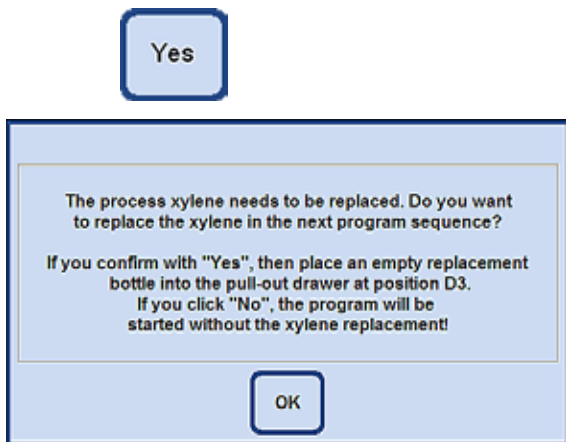 Yes
The process xylene needs to be replaced. Do you want
to replace the xylene in the next program sequence?
If you confirm with "Yes", then place an empty replacement
bottle into the pull-out drawer at position D3.
If you click "No", the program will be
started without the xylene replacement!
OK